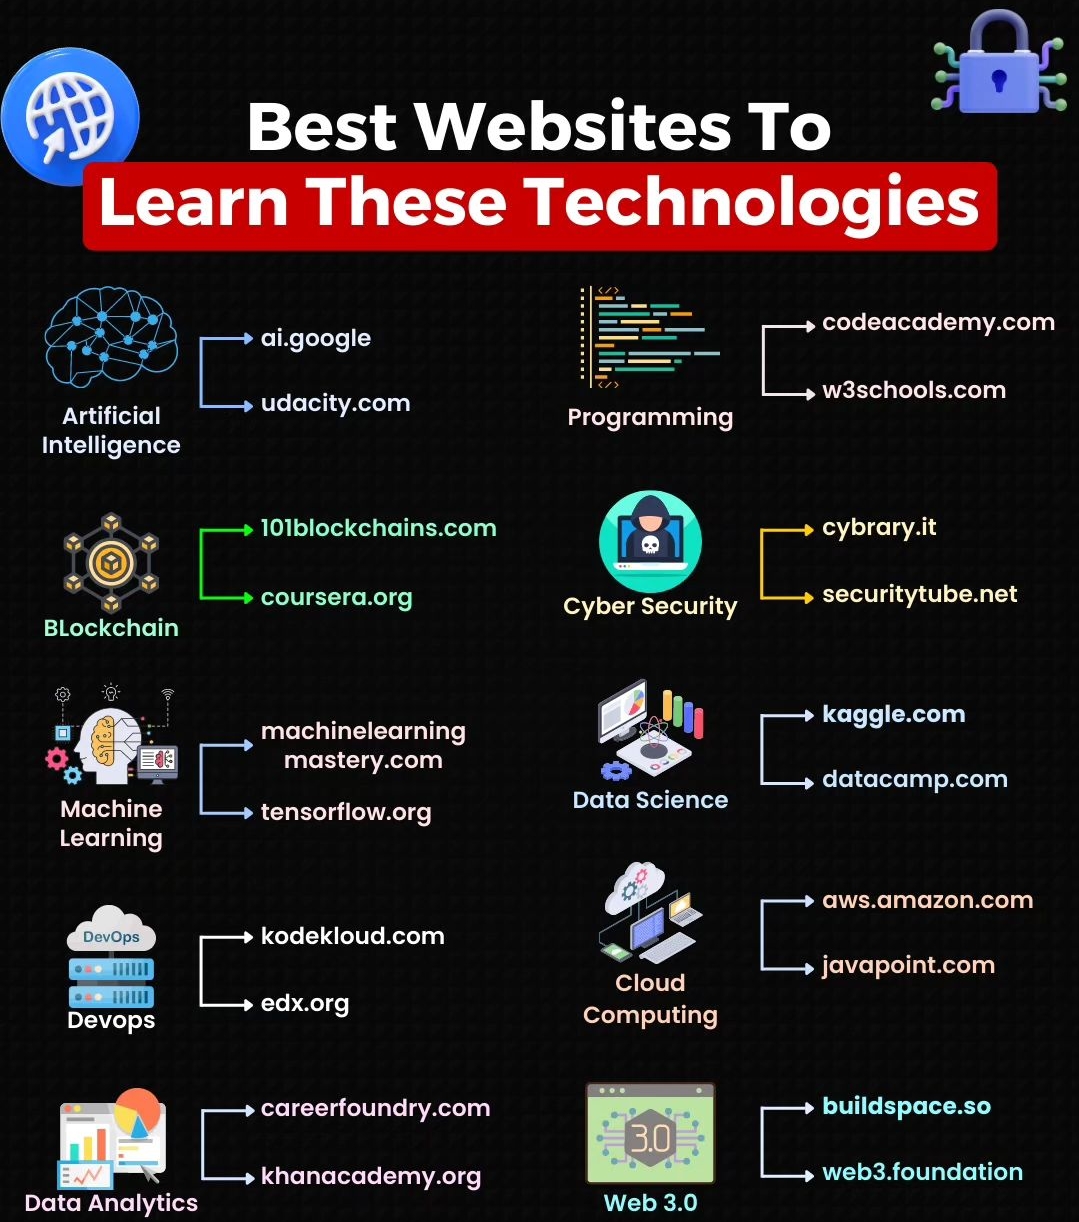 Best Websites To
Learn These Technologies
Artificial
Intelligence
ai.google
udacity.com
Programming
codeacademy.com
w3schools.com
BLockchain
101blockchains.com
coursera.org
Cyber Security
cybrary.it
securitytube.net
Machine
Learning
machinelearning
mastery.com
tensorflow.org
Data Science
kaggle.com
datacamp.com
DevOps
Devops
kodekloud.com
edx.org
Cloud
Computing
aws.amazon.com
javapoint.com
Data Analytics
careerfoundry.com
khanacademy.org
3.0
Web 3.0
buildspace.so
web3.foundation